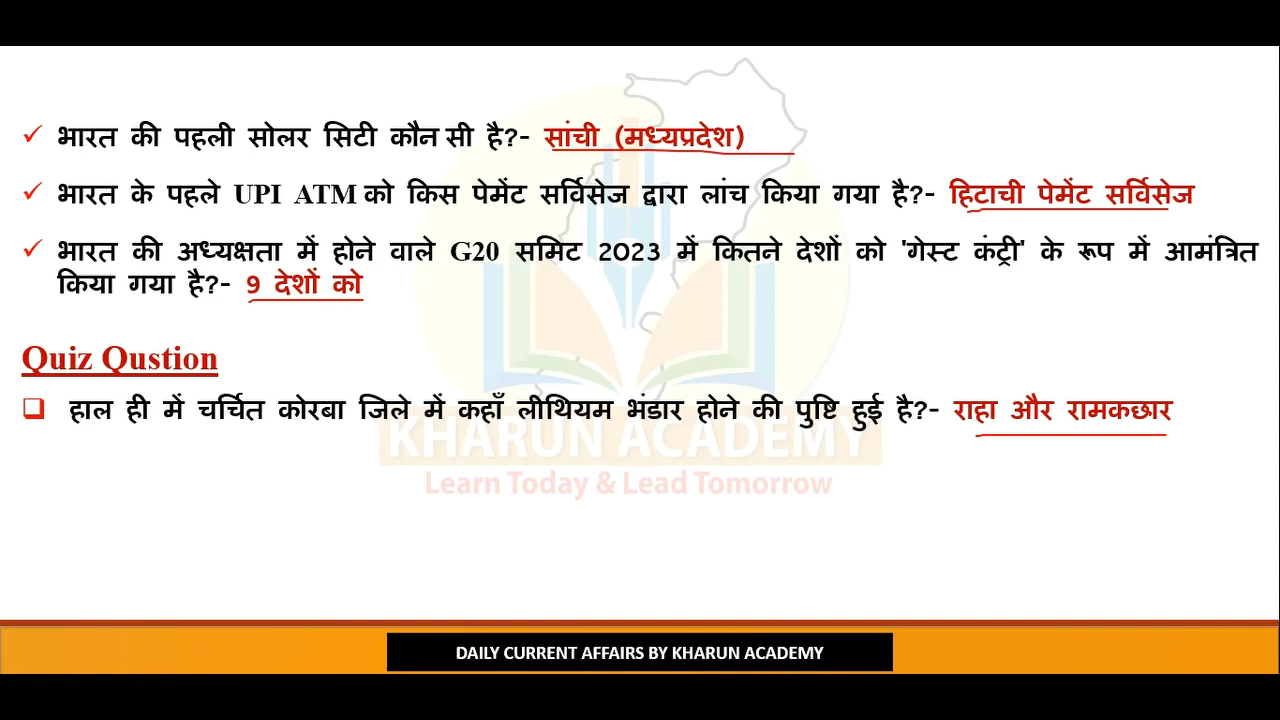 भारत की पहली सोलर सिटी कौन सी है?- सांची (मध्यप्रदेश)
भारत के पहले UPI ATM को किस पेमेंट सर्विसेज द्वारा लांच किया गया है?- हिटाची पेमेंट सर्विसेज
भारत की अध्यक्षता में होने वाले G20 समिट 2023 में कितने देशों को 'गेस्ट कंट्री' के रूप में आमंत्रित
किया गया है?- 9 देशों को
Quiz Qustion
हाल ही में चर्चित कोरबा जिले में कहाँ लीथियम भंडार होने की पुष्टि हुई है?- राहा और रामकछार
KHARUN ACADEMY
Learn Today & Lead Tomorrow
DAILY CURRENT AFFAIRS BY KHARUN ACADEMY